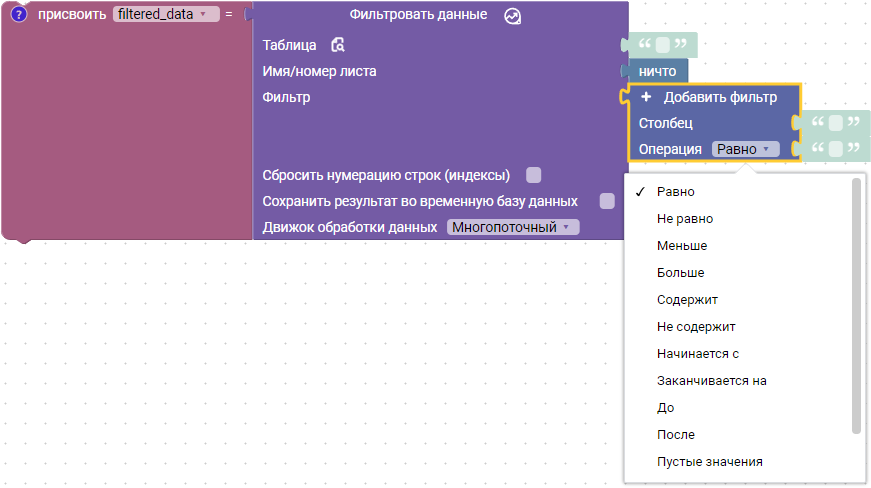 ? присвоить filtered_data =
Фильтровать данные
Таблица “ ”
Имя/номер листа ничто
Фильтр + Добавить фильтр
Столбец “ ”
Операция Равно “ ”
Сбросить нумерацию строк (индексы)
Сохранить результат во временную базу данных
Движок обработки данных Многопоточный
✓ Равно
Не равно
Меньше
Больше
Содержит
Не содержит
Начинается с
Заканчивается на
До
После
Пустые значения